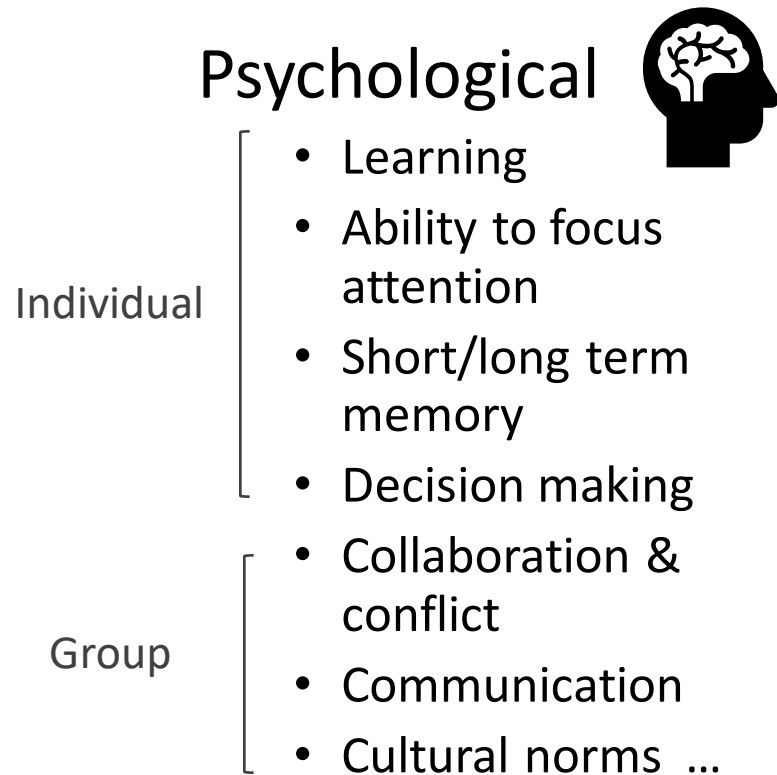 Psychological
Individual
• Learning
• Ability to focus
attention
• Short/long term
memory
• Decision making
Group
• Collaboration &
conflict
• Communication
• Cultural norms ...